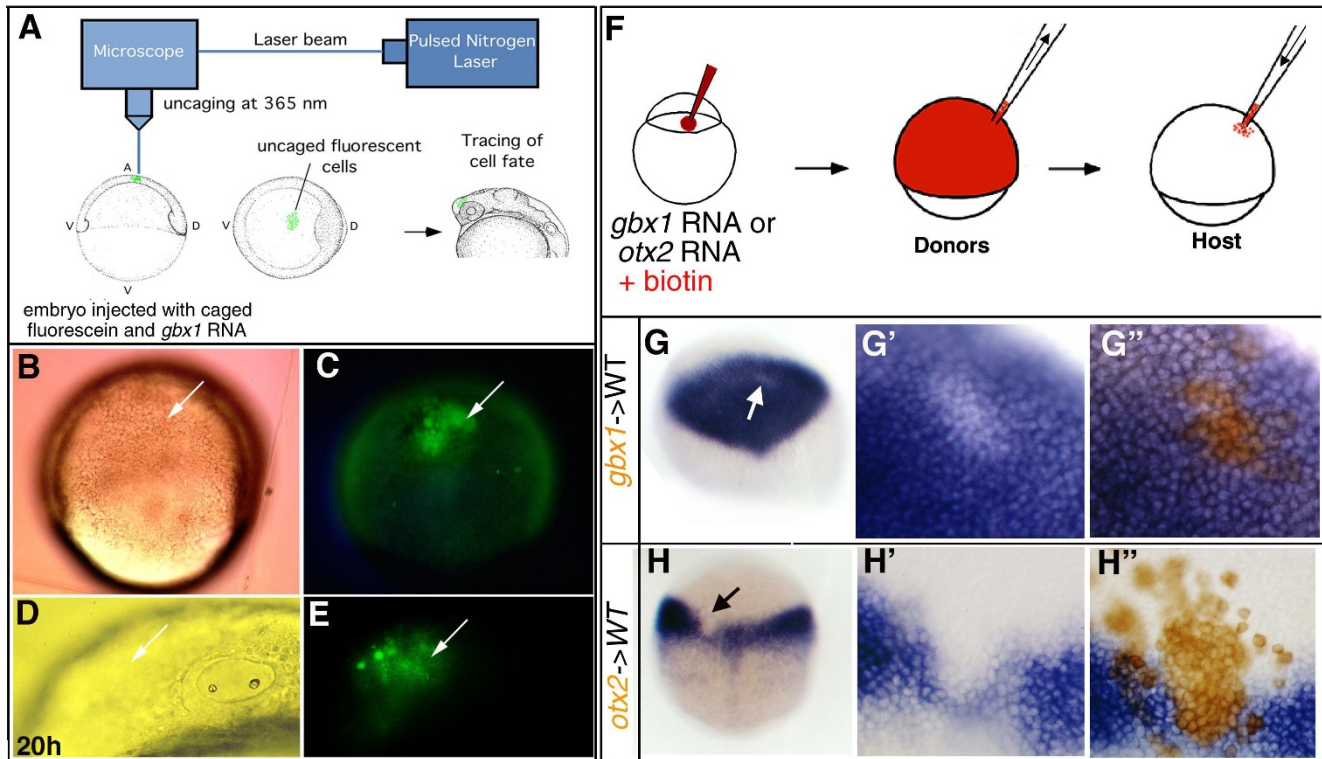 A
Microscope
Laser beam
Pulsed Nitrogen
Laser
uncaging at 365 nm
uncaged fluorescent
cells
Tracing of
cell fate
A
V
D
V
V
D
embryo injected with caged
fluorescein and gbx1 RNA
B
C
D
20h
E
F
gbx1 RNA or
otx2 RNA
+ biotin
Donors
Host
gbx1->WT
G
G'
G"
otx2->WT
H
H'
H"